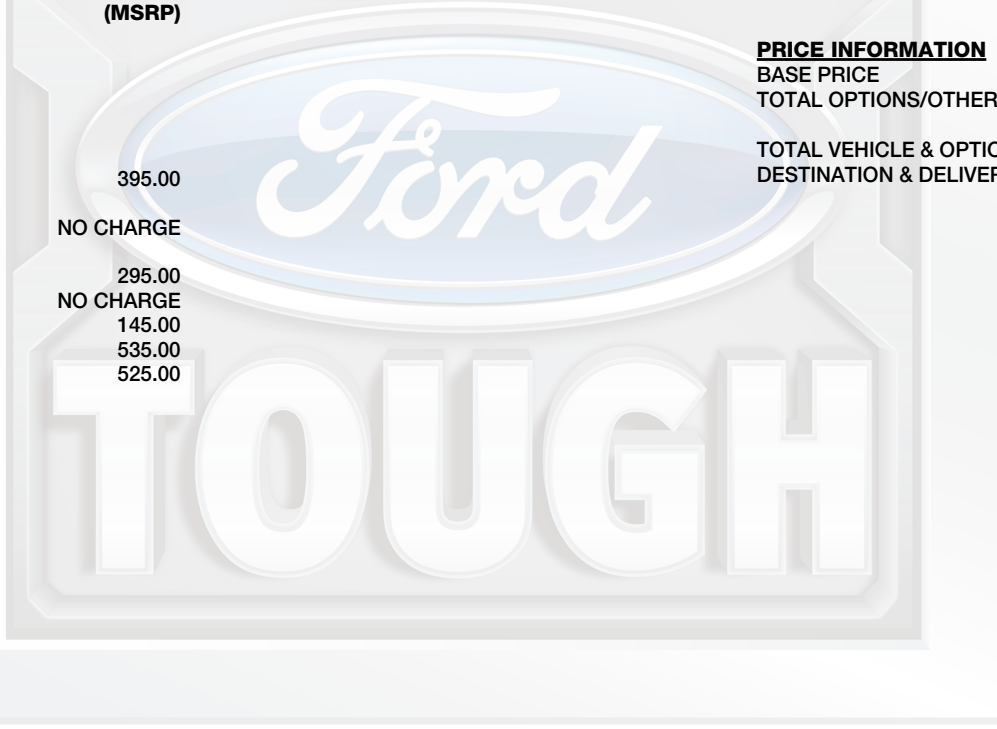 (MSRP)
395.00
NO CHARGE
295.00
NO CHARGE
145.00
535.00
525.00
PRICE INFORMATION
BASE PRICE
TOTAL OPTIONS/OTHER
TOTAL VEHICLE & OPTIO
DESTINATION & DELIVER
Ford
TOUGH